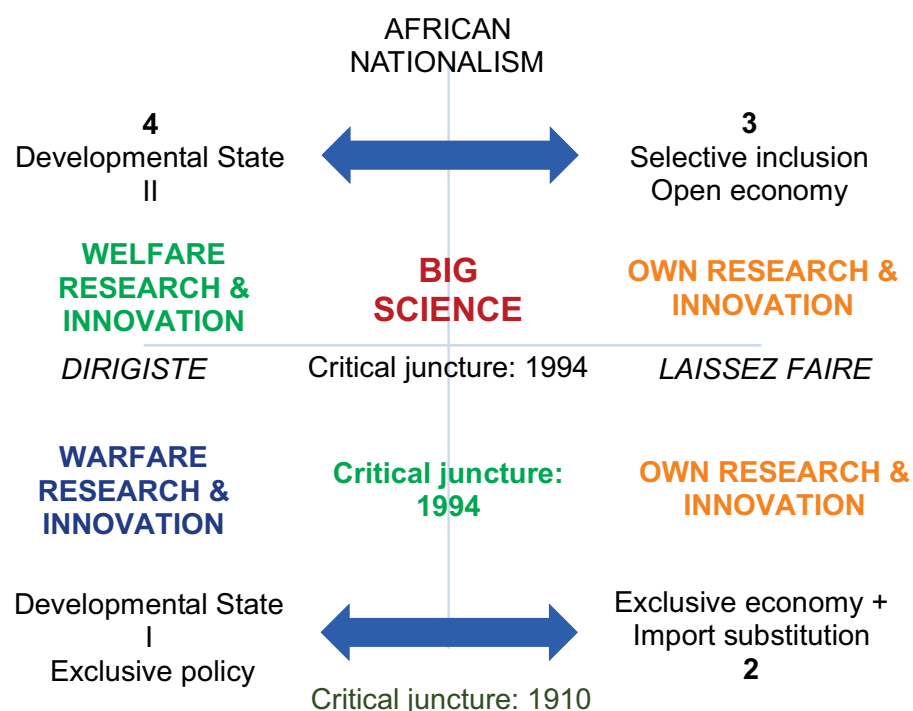 AFRICAN
NATIONALISM
4
Developmental State
II
3
Selective inclusion
Open economy
WELFARE
RESEARCH &
INNOVATION
BIG
SCIENCE
OWN RESEARCH &
INNOVATION
DIRIGISTE
Critical juncture: 1994
LAISSEZ FAIRE
WARFARE
RESEARCH &
INNOVATION
Critical juncture:
1994
OWN RESEARCH &
INNOVATION
Developmental State
I
Exclusive policy
Exclusive economy +
Import substitution
2
Critical juncture: 1910